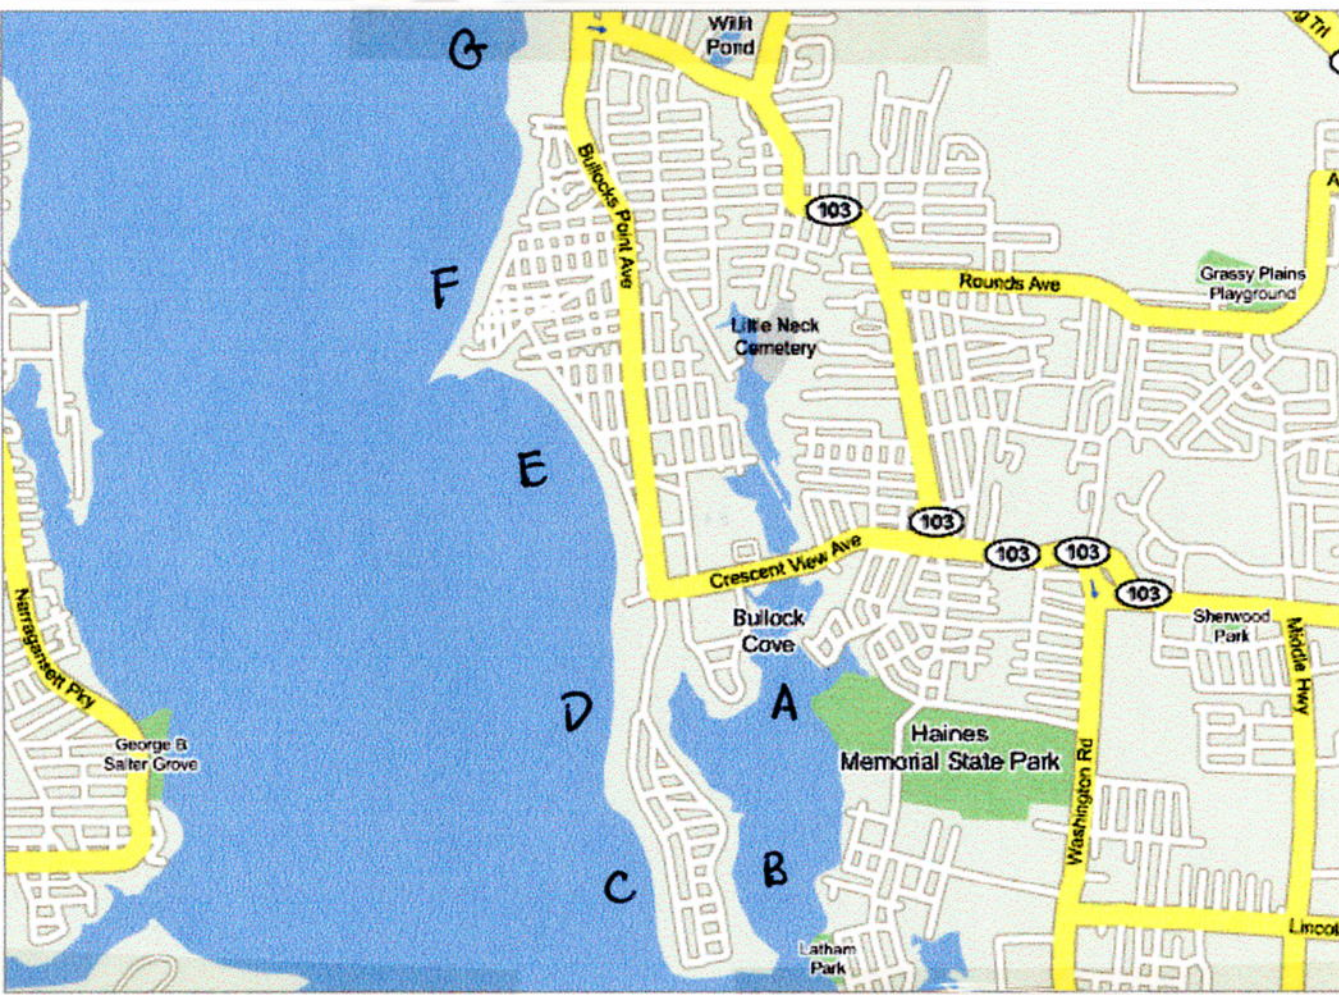 G
Willit
Pond
g Trl
Bullocks Point Ave
103
A
F
Rounds Ave
Grassy Plains
Playground
Little Neck
Cemetery
E
103
103
103
103
Crescent View Ave
Narragansett Pky
Bullock
Cove
Sherwood
Park
Middle Hwy
D
A
George B
Salter Grove
Haines
Memorial State Park
Washington Rd
C
B
Latham
Park
Lincol